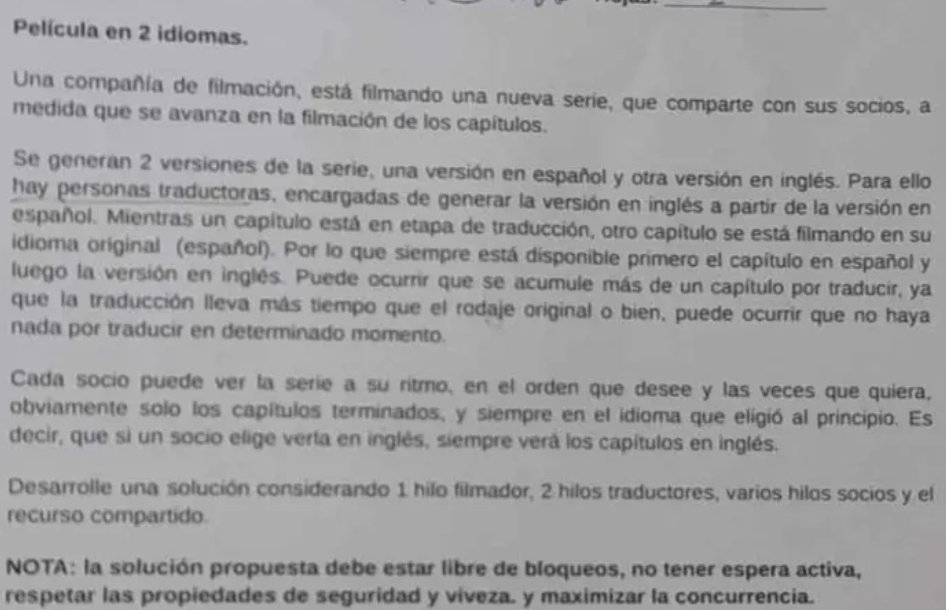 Película en 2 idiomas.
Una compañía de filmación, está filmando una nueva serie, que comparte con sus socios, a
medida que se avanza en la filmación de los capítulos.
Se generan 2 versiones de la serie, una versión en español y otra versión en inglés. Para ello
hay personas traductoras, encargadas de generar la versión en inglés a partir de la versión en
español. Mientras un capítulo está en etapa de traducción, otro capítulo se está filmando en su
idioma original (español). Por lo que siempre está disponible primero el capítulo en español y
luego la versión en inglés. Puede ocurrir que se acumule más de un capítulo por traducir, ya
que la traducción lleva más tiempo que el rodaje original o bien, puede ocurrir que no haya
nada por traducir en determinado momento.
Cada socio puede ver la serie a su ritmo, en el orden que desee y las veces que quiera,
obviamente solo los capítulos terminados, y siempre en el idioma que eligió al principio. Es
decir, que si un socio elige verla en inglés, siempre verá los capítulos en inglés.
Desarrolle una solución considerando 1 hilo filmador, 2 hilos traductores, varios hilos socios y el
recurso compartido.
NOTA: la solución propuesta debe estar libre de bloqueos, no tener espera activa,
respetar las propiedades de seguridad y viveza. y maximizar la concurrencia.